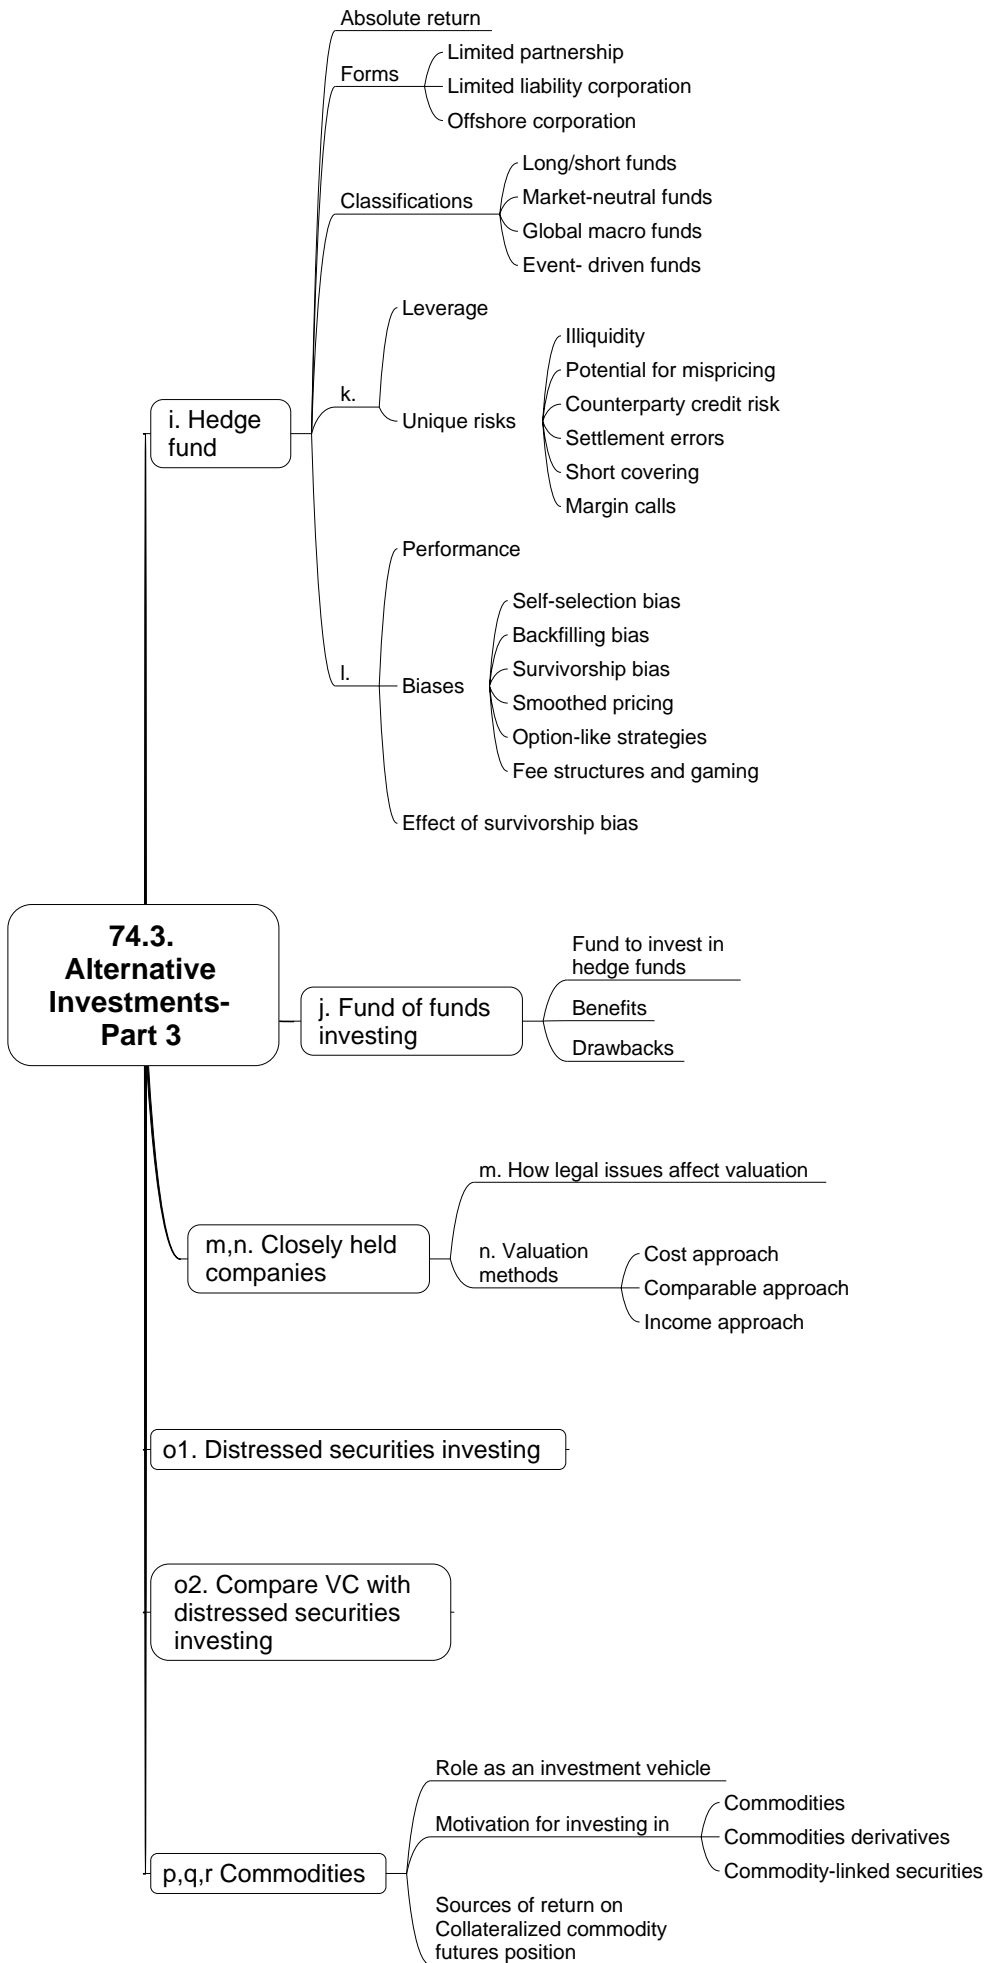 Absolute return
Forms
Limited partnership
Limited liability corporation
Offshore corporation
Classifications
Long/short funds
Market-neutral funds
Global macro funds
Event- driven funds
i. Hedge
fund
k.
Leverage
Unique risks
Illiquidity
Potential for mispricing
Counterparty credit risk
Settlement errors
Short covering
Margin calls
l.
Performance
Biases
Self-selection bias
Backfilling bias
Survivorship bias
Smoothed pricing
Option-like strategies
Fee structures and gaming
Effect of survivorship bias
74.3.
Alternative
Investments-
Part 3
j. Fund of funds
investing
Fund to invest in
hedge funds
Benefits
Drawbacks
m,n. Closely held
companies
m. How legal issues affect valuation
n. Valuation
methods
Cost approach
Comparable approach
Income approach
o1. Distressed securities investing
o2. Compare VC with
distressed securities
investing
p,q,r Commodities
Role as an investment vehicle
Motivation for investing in
Commodities
Commodities derivatives
Commodity-linked securities
Sources of return on
Collateralized commodity
futures position